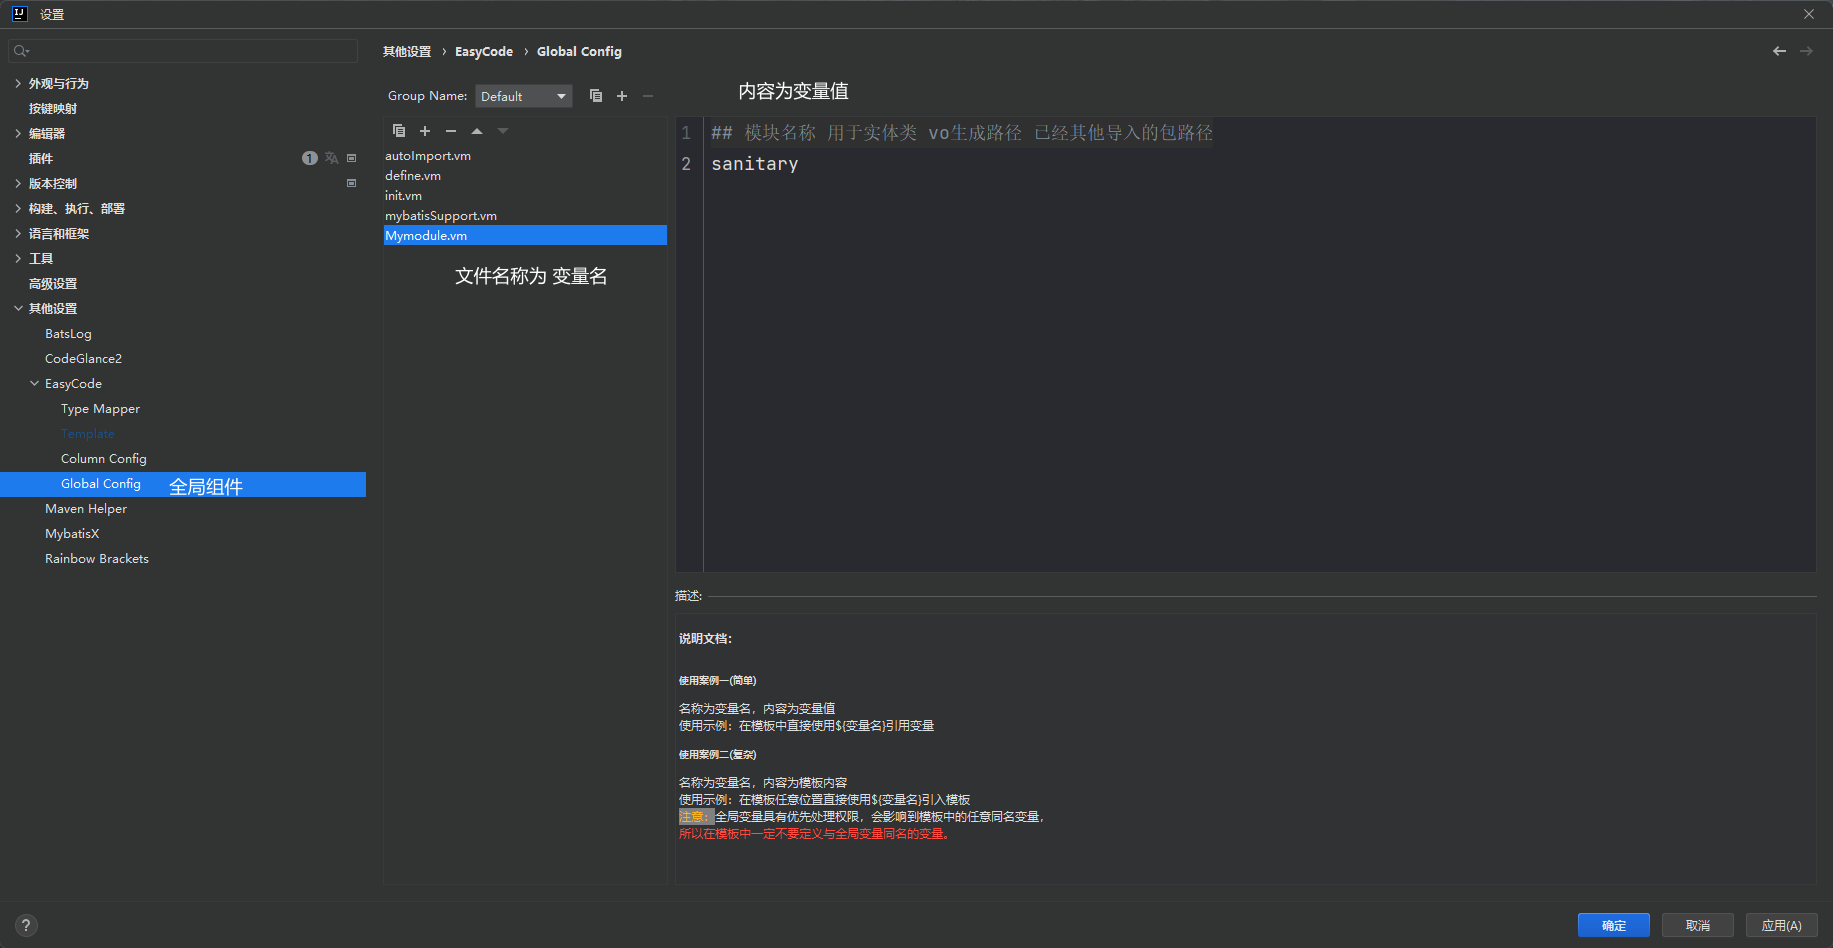 设置
其他设置 › EasyCode › Global Config
外观与行为
按键映射
编辑器
插件 1
版本控制
构建、执行、部署
语言和框架
工具
高级设置
其他设置
BatsLog
CodeGlance2
EasyCode
Type Mapper
Template
Column Config
Global Config 全局组件
Maven Helper
MybatisX
Rainbow Brackets
Group Name: Default
autoImport.vm
define.vm
init.vm
mybatisSupport.vm
Mymodule.vm
文件名称为 变量名
内容为变量值
1 ## 模块名称 用于实体类 vo生成路径 已经其他导入的包路径
2 sanitary
描述:
说明文档：
使用案例一(简单)
名称为变量名，内容为变量值
使用示例：在模板中直接使用${变量名}引用变量
使用案例二(复杂)
名称为变量名，内容为模板内容
使用示例：在模板任意位置直接使用${变量名}引入模板
注意：全局变量具有优先处理权限，会影响到模板中的任意同名变量，
所以在模板中一定不要定义与全局变量同名的变量。
?
确定 取消 应用(A)